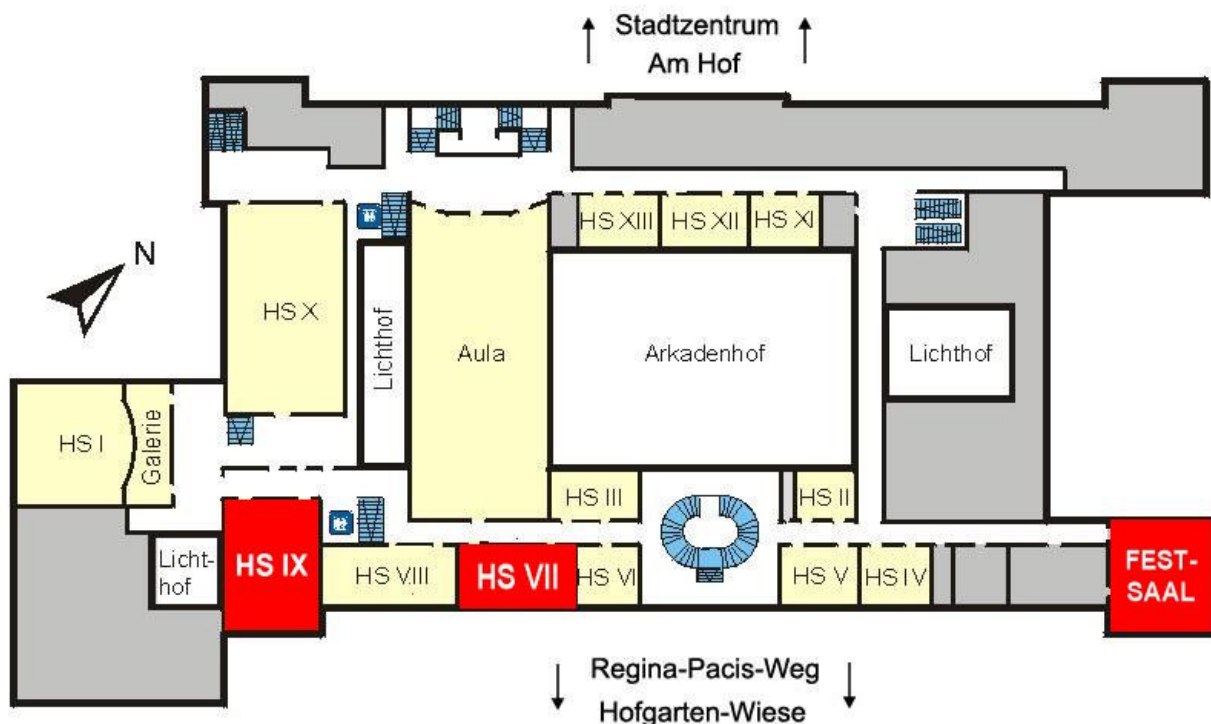 Stadtzentrum
Am Hof
N
HS XIII
HS XII
HS XI
HS X
Lichthof
Aula
Arkadenhof
Lichthof
HS I
Galerie
HS III
HS II
Licht-
hof
HS IX
HS VIII
HS VII
HS VI
HS V
HS IV
FEST-
SAAL
Regina-Pacis-Weg
Hofgarten-Wiese